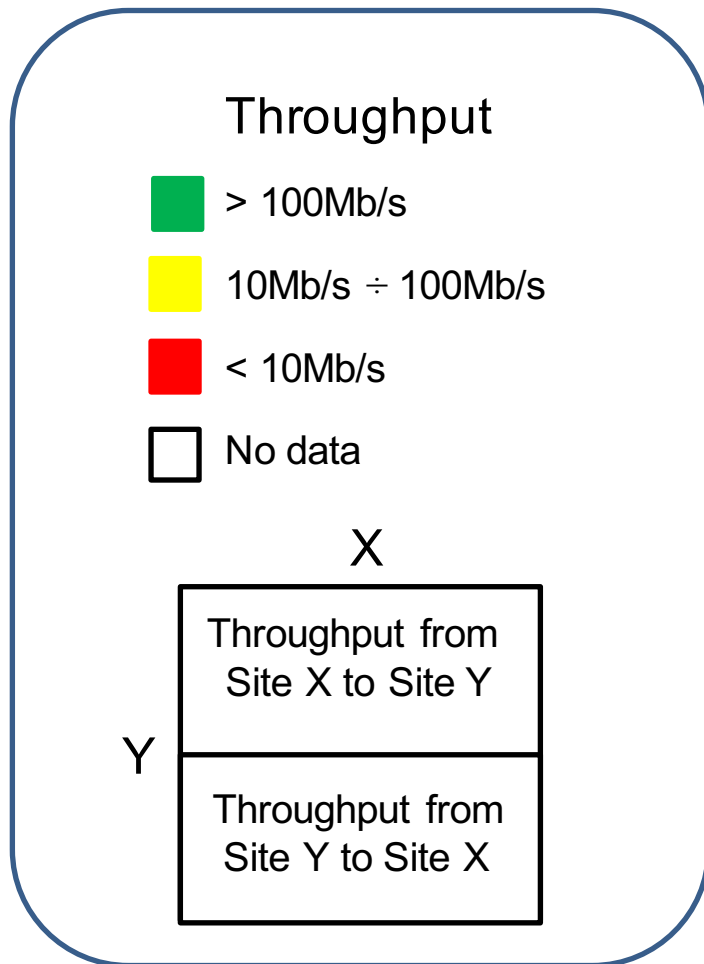 Throughput
> 100Mb/s
10Mb/s ÷ 100Mb/s
< 10Mb/s
No data
X
Throughput from
Site X to Site Y
Y
Throughput from
Site Y to Site X